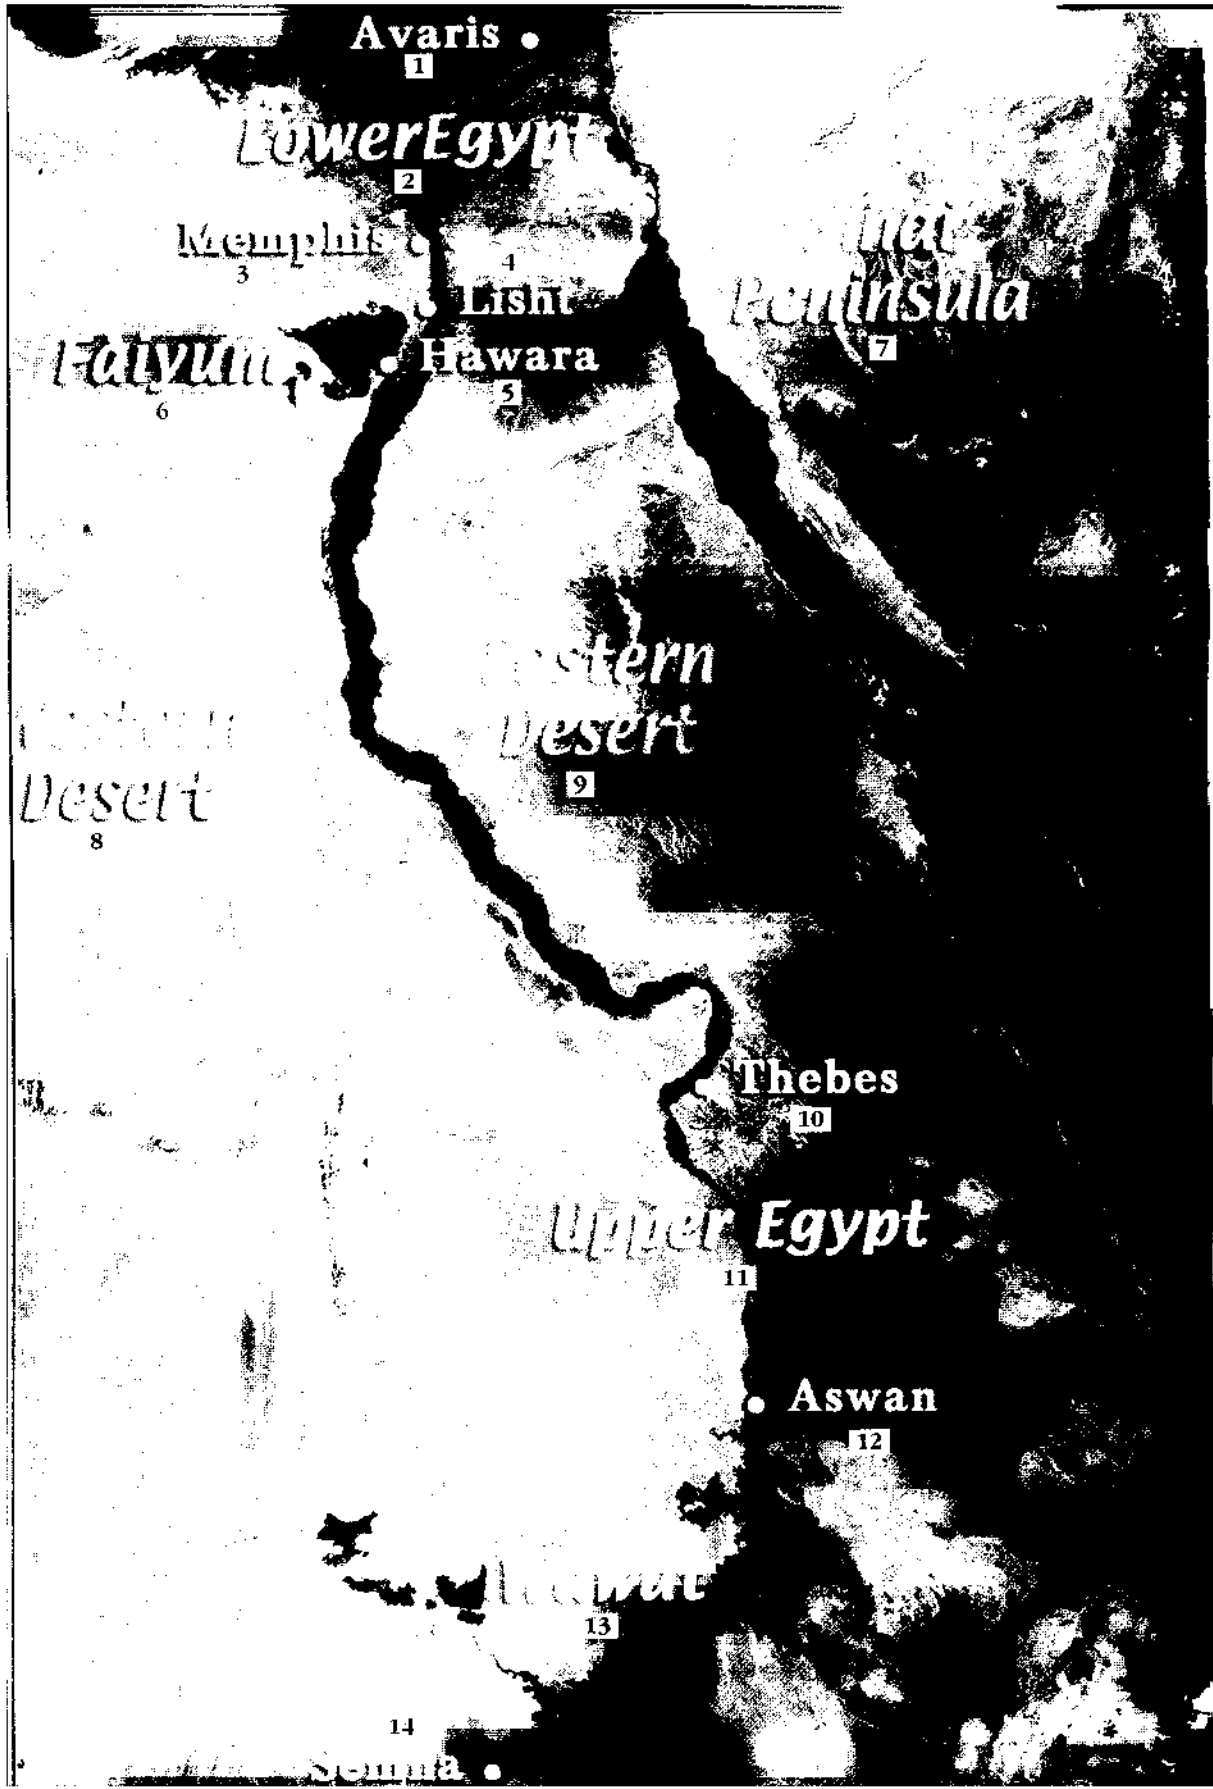 Avaris
1
LowerEgypt
2
Memphis
3
4
Lisht
Peninsula
7
Faiyum
6
Hawara
5
Desert
9
Desert
8
Thebes
10
Upper Egypt
11
Aswan
12
13
14